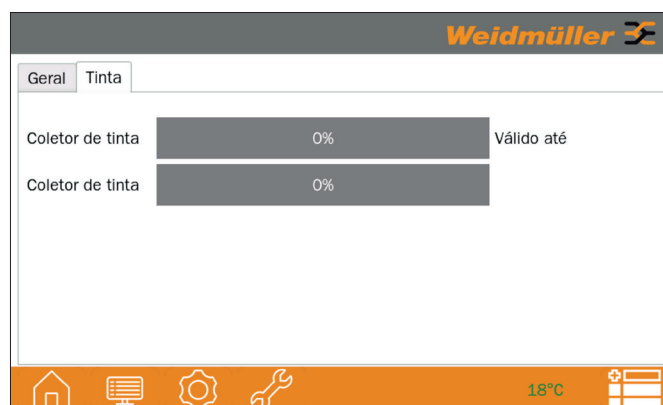 Weidmüller
Geral Tinta
Coletor de tinta 0% Válido até
Coletor de tinta 0%
18°C